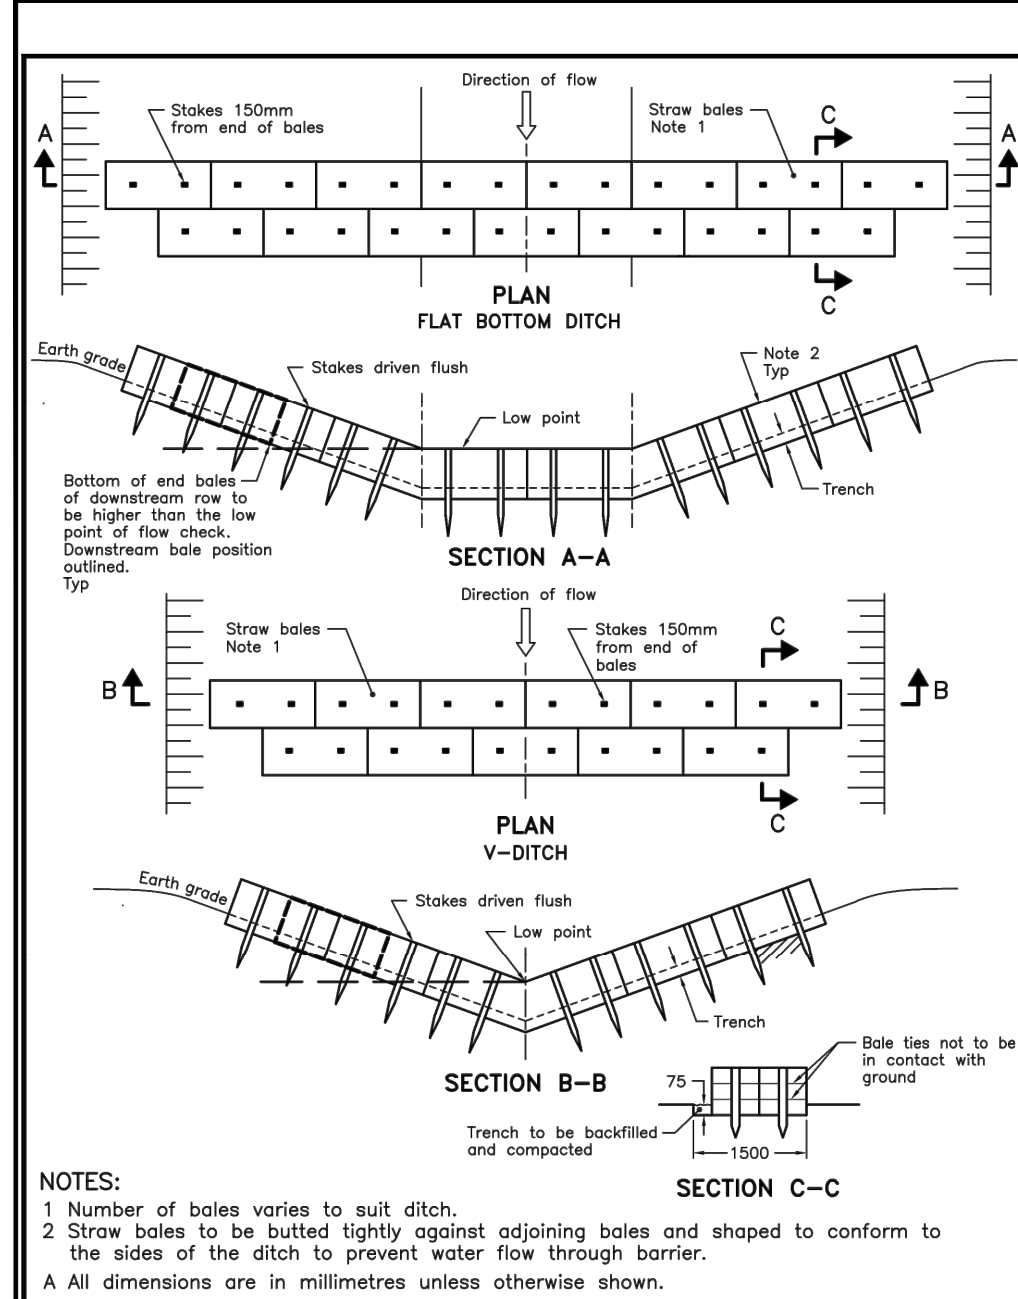 Direction of flow
Stakes 150mm
from end of bales
Straw bales
Note 1
C
A
A
C
PLAN
FLAT BOTTOM DITCH
Earth grade
Stakes driven flush
Note 2
Typ
Low point
Bottom of end bales
of downstream row to
be higher than the low
point of flow check.
Downstream bale position
outlined.
Typ
Trench
SECTION A-A
Direction of flow
Straw bales
Note 1
Stakes 150mm
from end of
bales
C
B
B
C
PLAN
V-DITCH
Earth grade
Stakes driven flush
Low point
Trench
SECTION B-B
Bale ties not to be
in contact with
ground
75
Trench to be backfilled
and compacted
1500
SECTION C-C
NOTES:
1 Number of bales varies to suit ditch.
2 Straw bales to be butted tightly against adjoining bales and shaped to conform to
the sides of the ditch to prevent water flow through barrier.
A All dimensions are in millimetres unless otherwise shown.